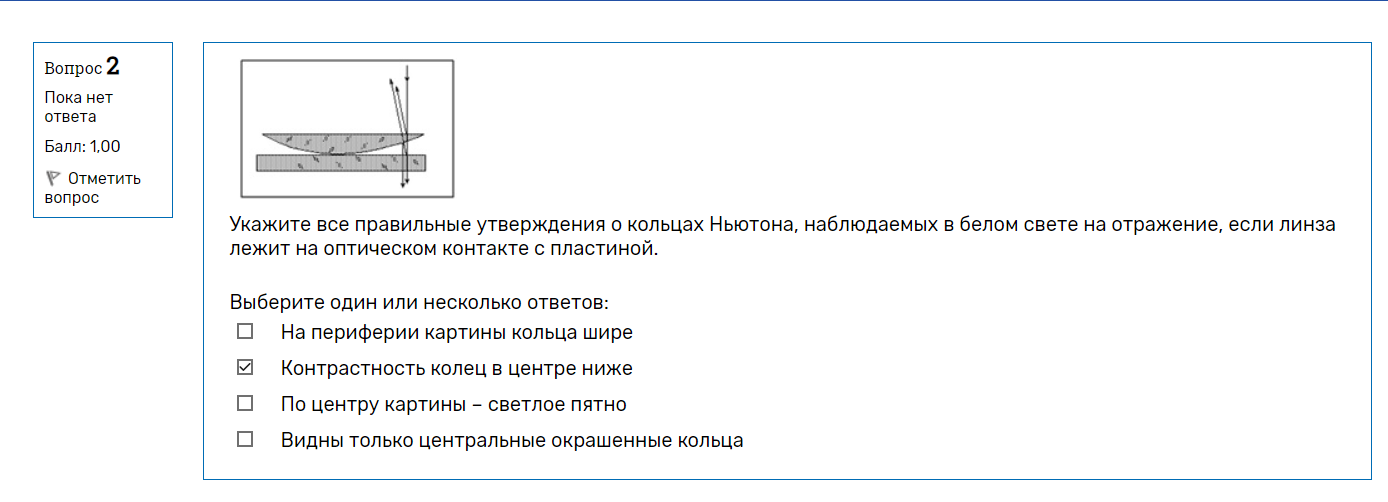 Вопрос 2
Пока нет
ответа
Балл: 1,00
Отметить
вопрос
Укажите все правильные утверждения о кольцах Ньютона, наблюдаемых в белом свете на отражение, если линза
лежит на оптическом контакте с пластиной.
Выберите один или несколько ответов:
На периферии картины кольца шире
Контрастность колец в центре ниже
По центру картины – светлое пятно
Видны только центральные окрашенные кольца